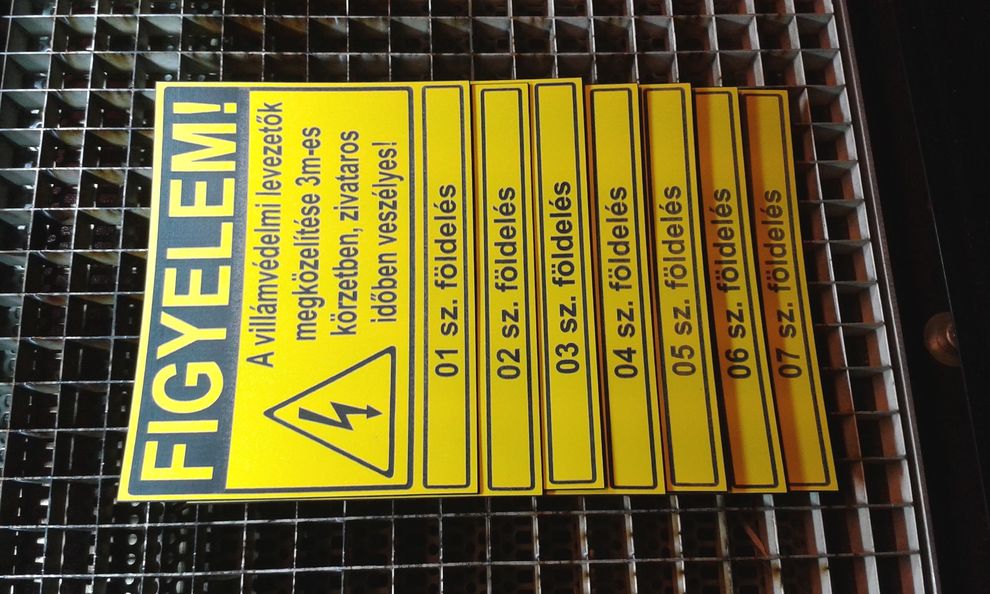 FIGYELEM!
A villámvédelmi levezetők
megközelítése 3m-es
körzetben, zivataros
időben veszélyes!
01 sz. földelés
02 sz. földelés
03 sz. földelés
04 sz. földelés
05 sz. földelés
06 sz. földelés
07 sz. földelés